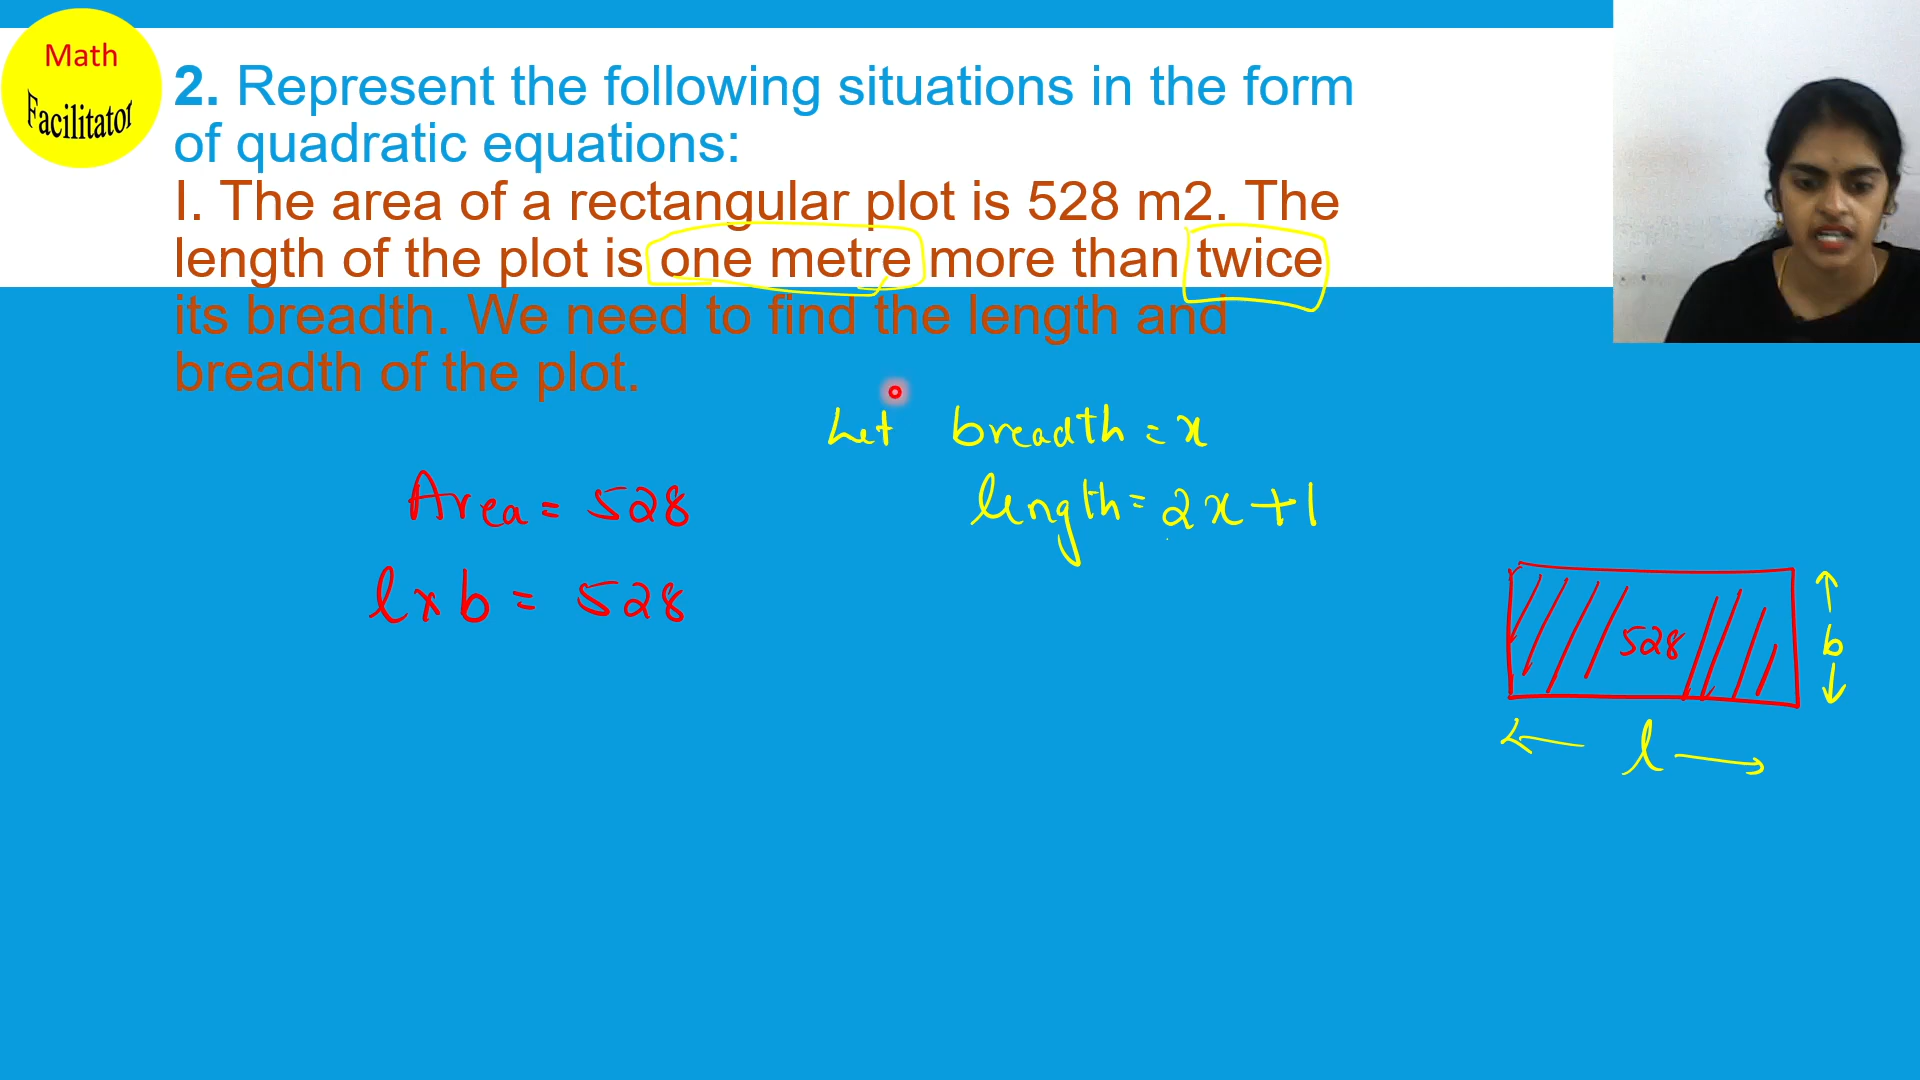 Math
Facilitator
2. Represent the following situations in the form
of quadratic equations:
I. The area of a rectangular plot is 528 m2. The
length of the plot is one metre more than twice
its breadth. We need to find the length and
breadth of the plot.
Let breadth = x
length = 2x+1
Area = 528
l x b = 528
528
b
l